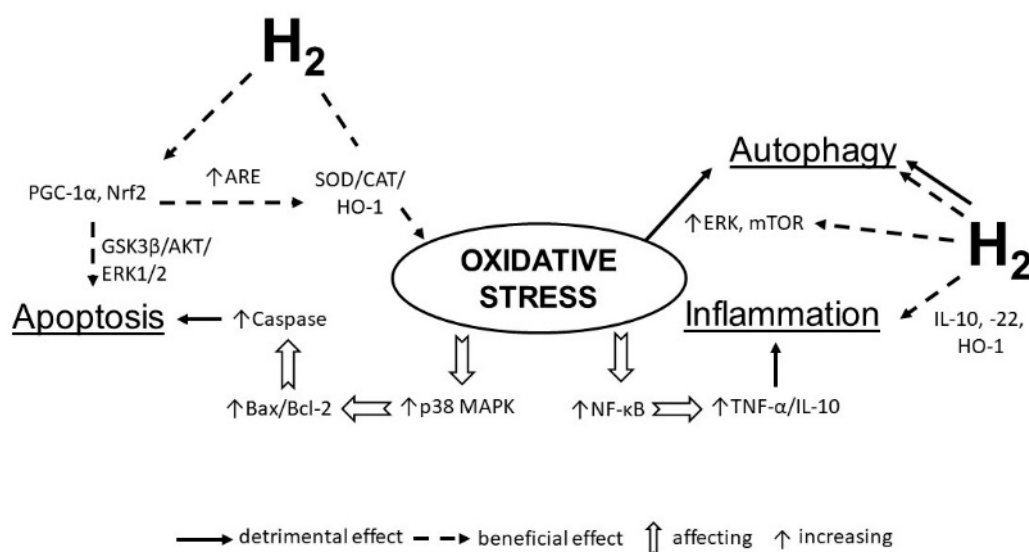 H₂
PGC-1α, Nrf2
↑ARE
SOD/CAT/
HO-1
GSK3β/AKT/
ERK1/2
Apoptosis
↑Caspase
↑Bax/Bcl-2
↑p38 MAPK
OXIDATIVE
STRESS
Autophagy
↑ERK, mTOR
H₂
Inflammation
IL-10, -22,
HO-1
↑NF-κB
↑TNF-α/IL-10
detrimental effect
beneficial effect
affecting
↑ increasing